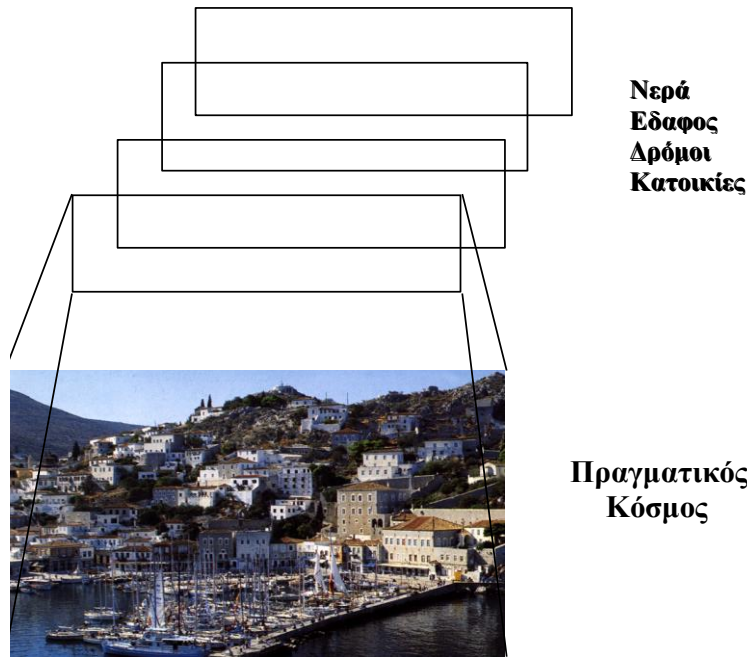 Νερά
Εδαφος
Δρόμοι
Κατοικίες
Πραγματικός
Κόσμος